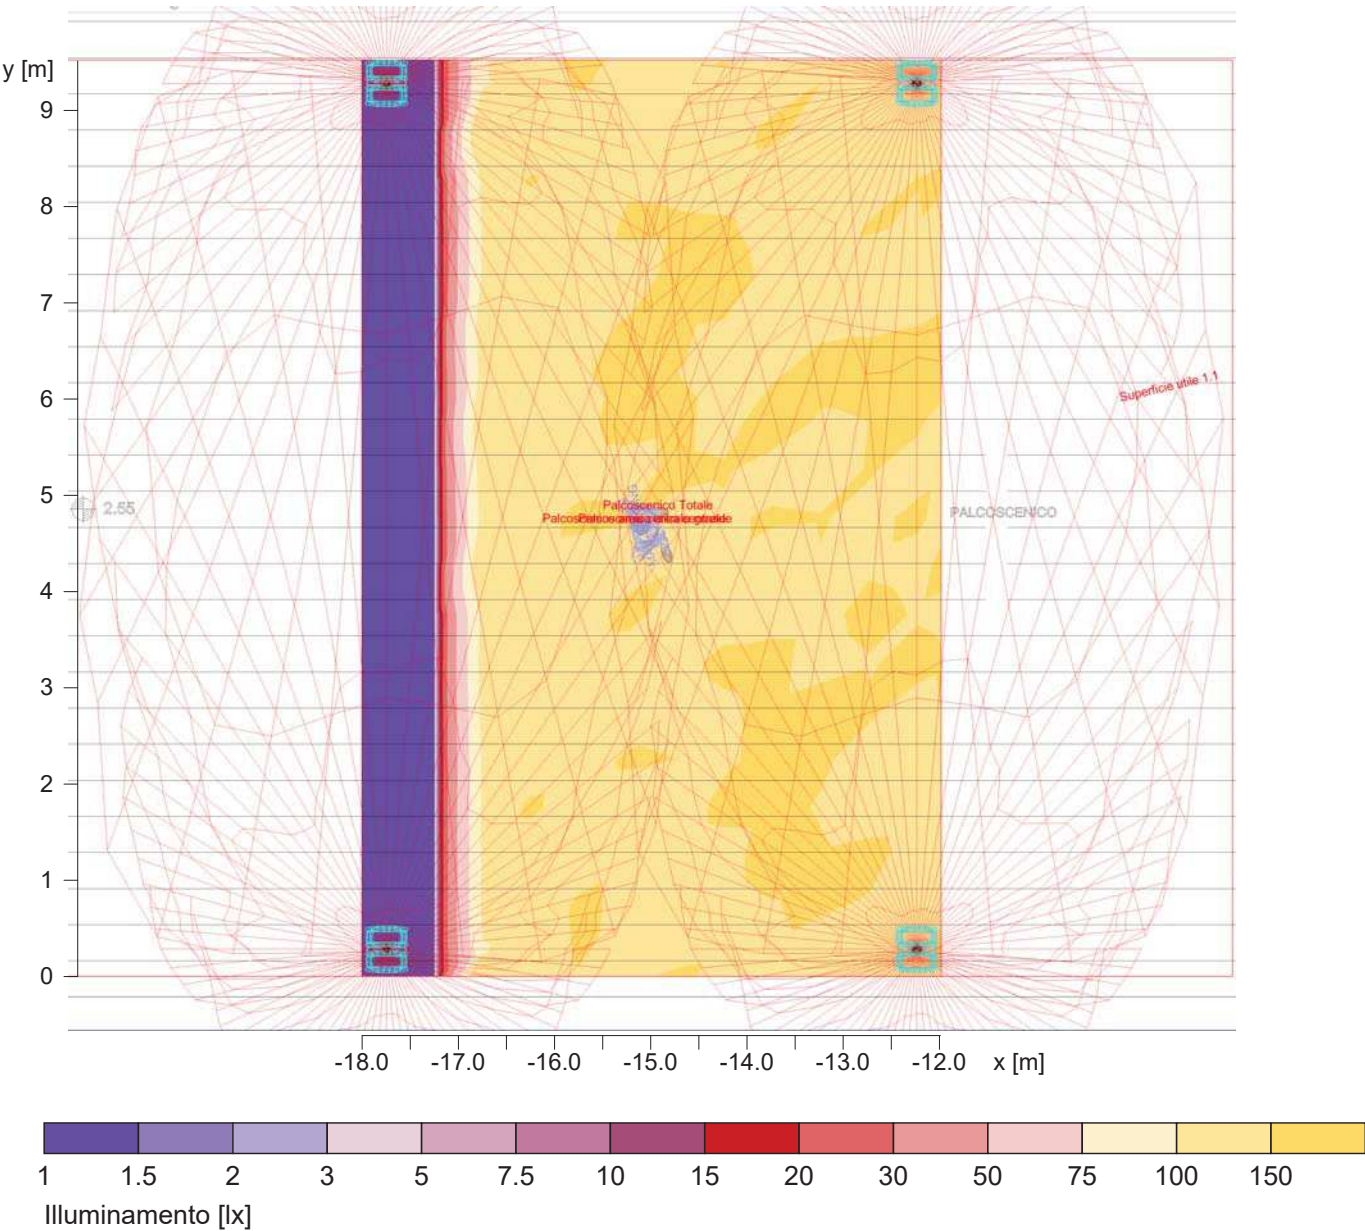 y [m]
9
8
7
6
5
4
3
2
1
0
Superficie utile 1.1
2.55
Palcoscenico Totale
PALCOSCENICO
-18.0 -17.0 -16.0 -15.0 -14.0 -13.0 -12.0 x [m]
1 1.5 2 3 5 7.5 10 15 20 30 50 75 100 150
Illuminamento [lx]